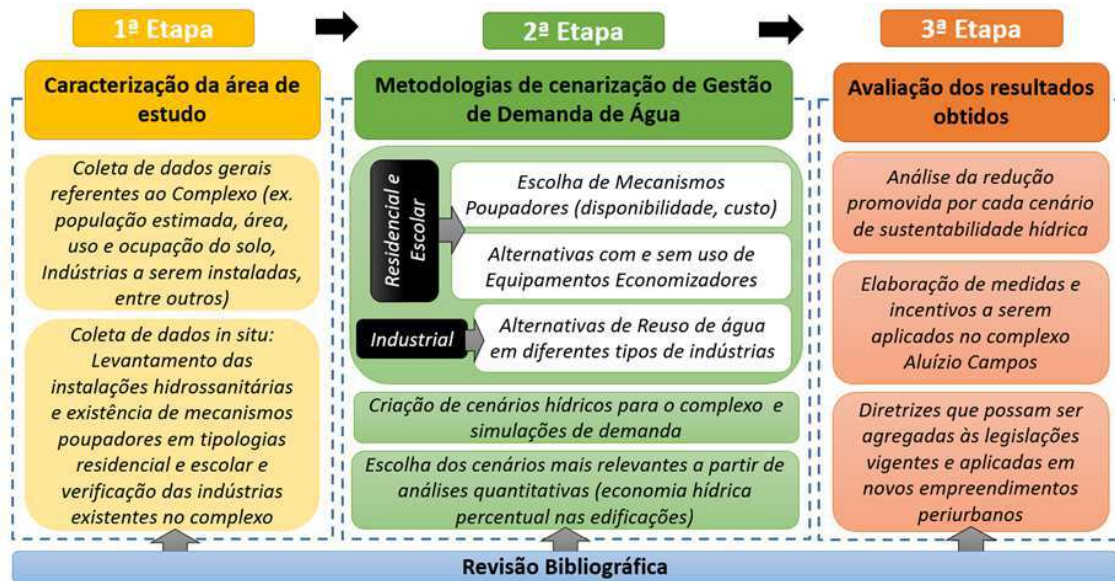 1ª Etapa
2ª Etapa
3ª Etapa
Caracterização da área de
estudo
Coleta de dados gerais
referentes ao Complexo (ex.
população estimada, área,
uso e ocupação do solo,
Indústrias a serem instaladas,
entre outros)
Coleta de dados in situ:
Levantamento das
instalações hidrossanitárias
e existência de mecanismos
poupadores em tipologias
residencial e escolar e
verificação das indústrias
existentes no complexo
Metodologias de cenarização de Gestão
de Demanda de Água
Residencial e
Escolar
Escolha de Mecanismos
Poupadores (disponibilidade, custo)
Alternativas com e sem uso de
Equipamentos Economizadores
Industrial
Alternativas de Reuso de água
em diferentes tipos de indústrias
Criação de cenários hídricos para o complexo e
simulações de demanda
Escolha dos cenários mais relevantes a partir de
análises quantitativas (economia hídrica
percentual nas edificações)
Avaliação dos resultados
obtidos
Análise da redução
promovida por cada cenário
de sustentabilidade hídrica
Elaboração de medidas e
incentivos a serem
aplicados no complexo
Aluízio Campos
Diretrizes que possam ser
agregadas às legislações
vigentes e aplicadas em
novos empreendimentos
periurbanos
Revisão Bibliográfica